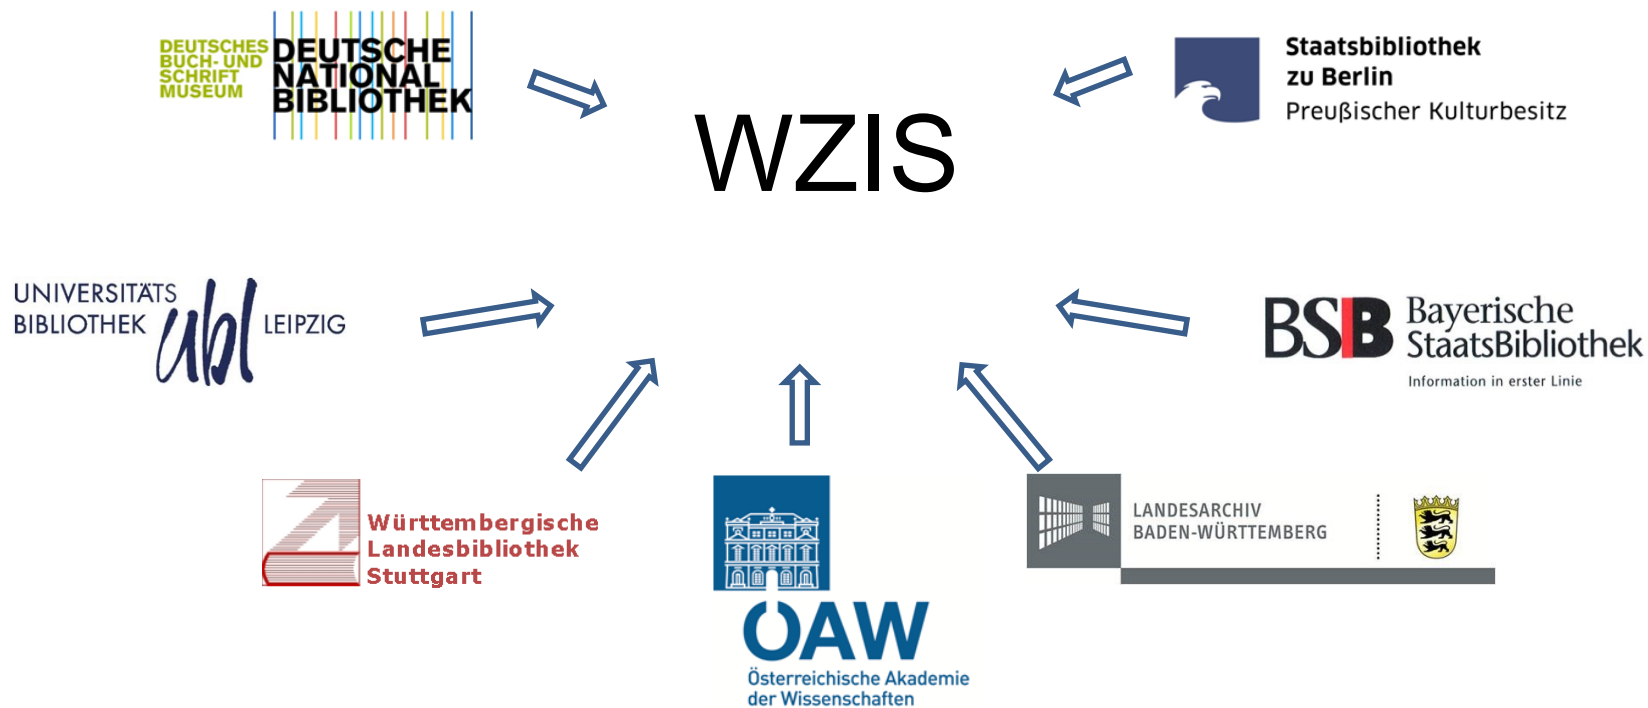 DEUTSCHES
BUCH- UND
SCHRIFT
MUSEUM
DEUTSCHE
NATIONAL
BIBLIOTHEK
WZIS
Staatsbibliothek
zu Berlin
Preußischer Kulturbesitz
UNIVERSITÄTS
BIBLIOTHEK ubl LEIPZIG
BSB Bayerische
StaatsBibliothek
Information in erster Linie
Württembergische
Landesbibliothek
Stuttgart
ÖAW
Österreichische Akademie
der Wissenschaften
LANDESARCHIV
BADEN-WÜRTTEMBERG